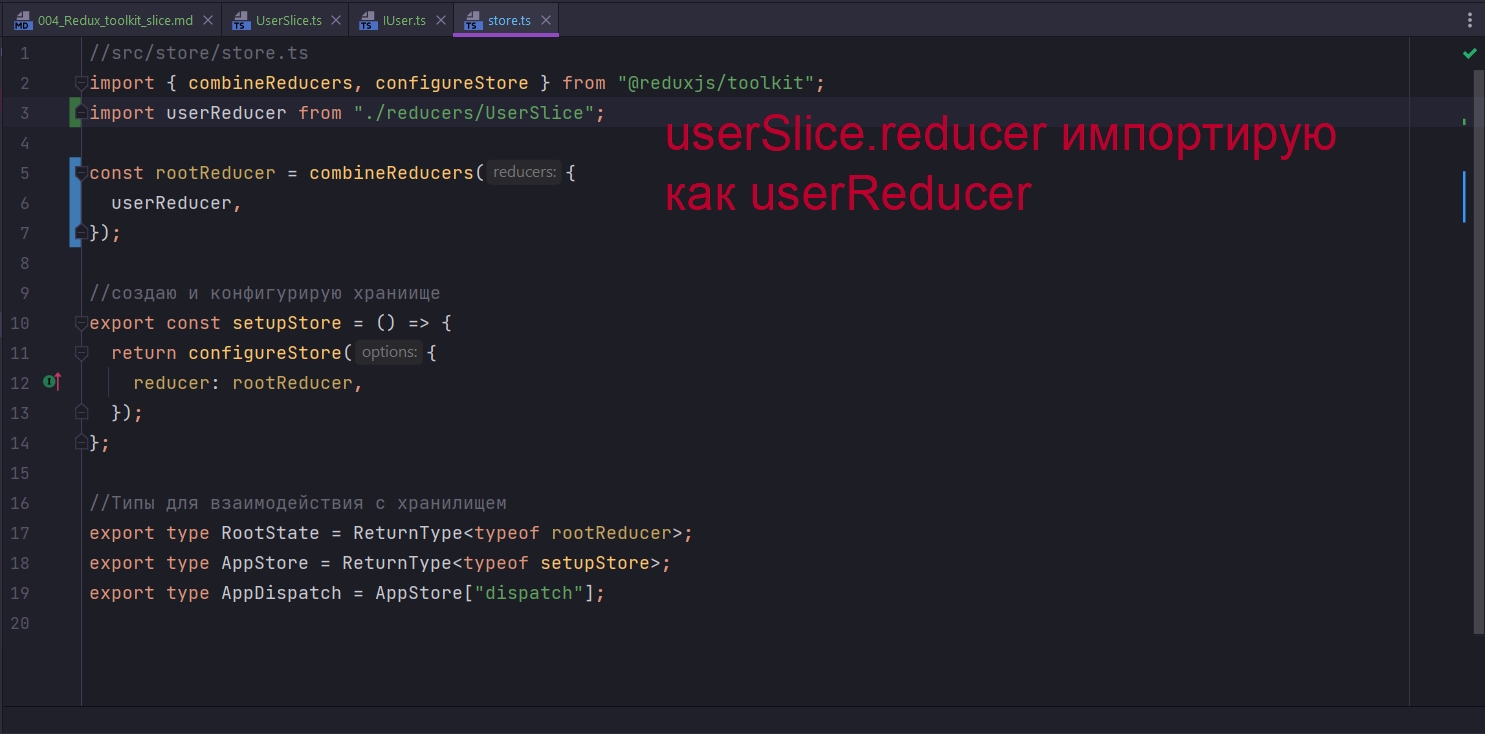 004_Redux_toolkit_slice.md UserSlice.ts IUser.ts store.ts
1 //src/store/store.ts
2 import { combineReducers, configureStore } from "@reduxjs/toolkit";
3 import userReducer from "./reducers/UserSlice";
userSlice.reducer импортирую
как userReducer
4
5 const rootReducer = combineReducers( reducers: {
6 userReducer,
7 });
8
9 //создаю и конфигурирую храниище
10 export const setupStore = () => {
11 return configureStore( options: {
12 reducer: rootReducer,
13 });
14 };
15
16 //Типы для взаимодействия с хранилищем
17 export type RootState = ReturnType<typeof rootReducer>;
18 export type AppStore = ReturnType<typeof setupStore>;
19 export type AppDispatch = AppStore["dispatch"];
20